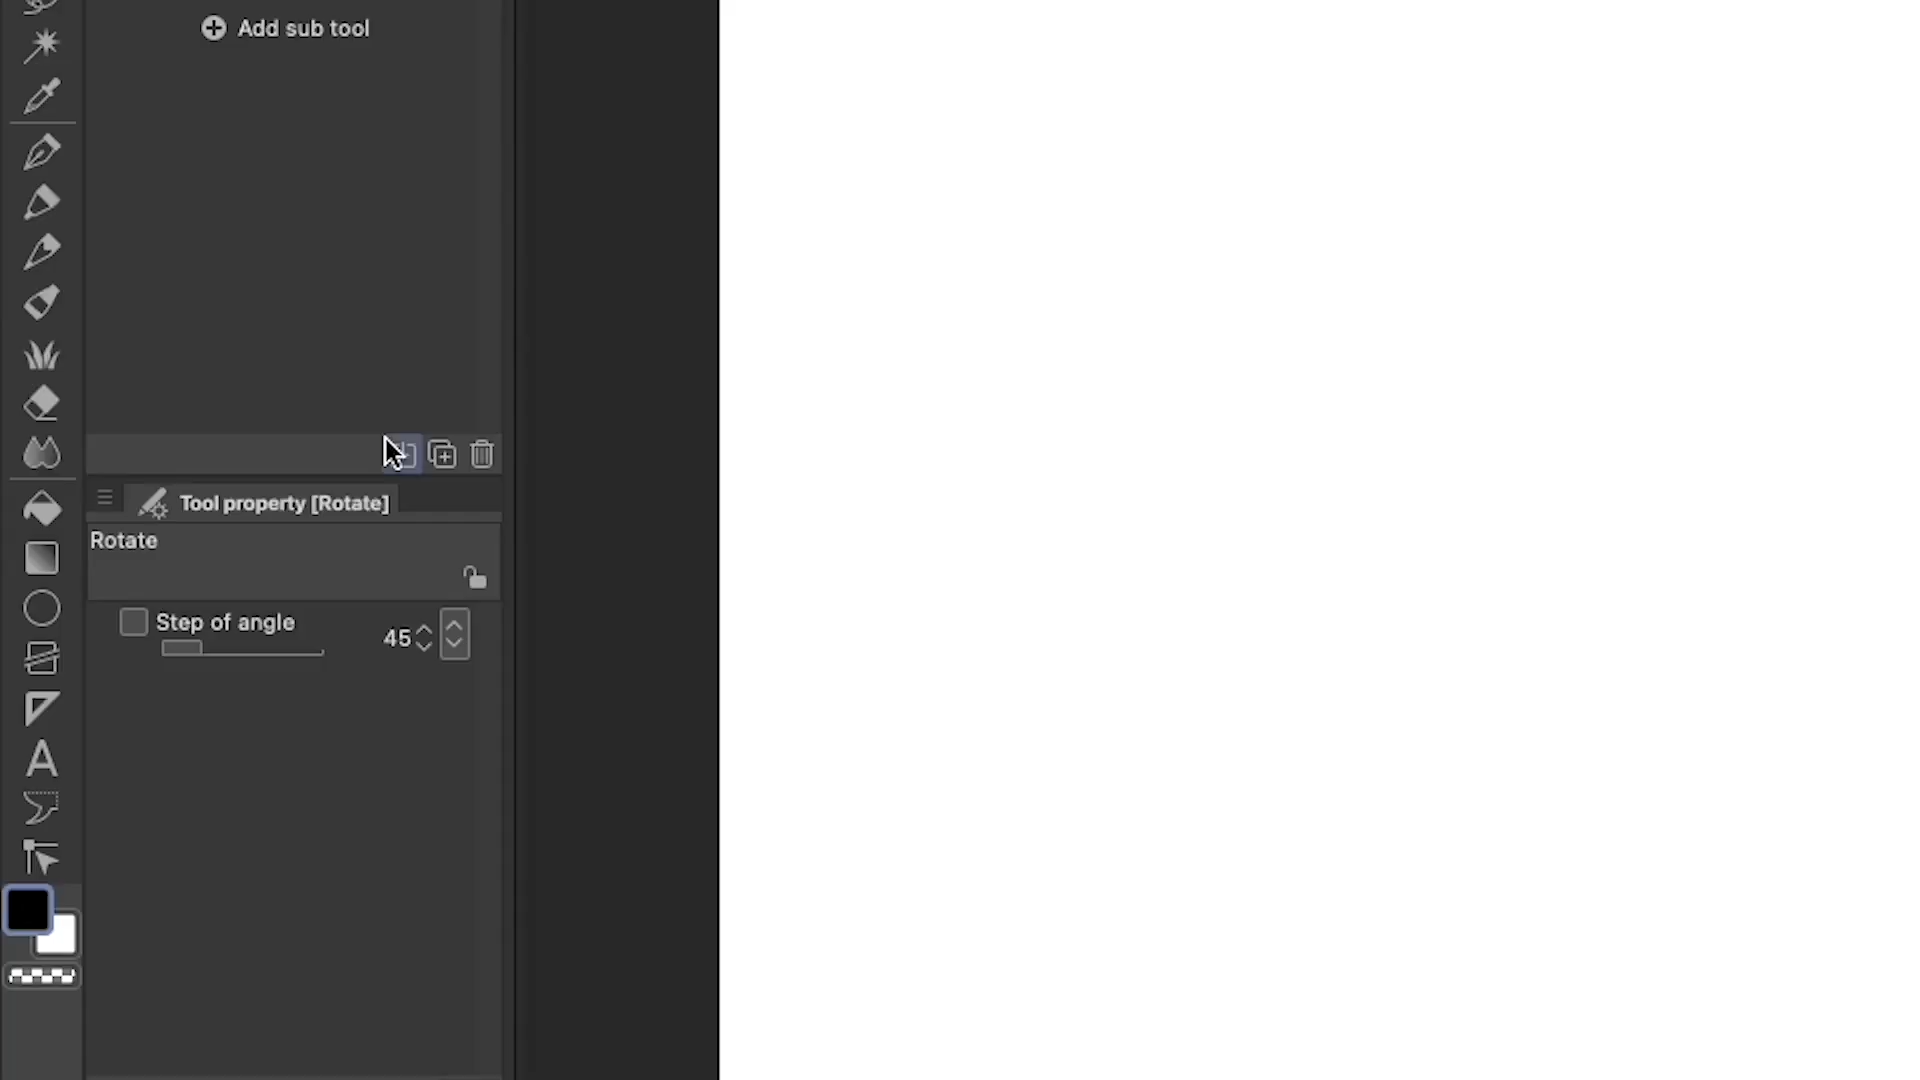 Add sub tool
Tool property [Rotate]
Rotate
Step of angle
45
A